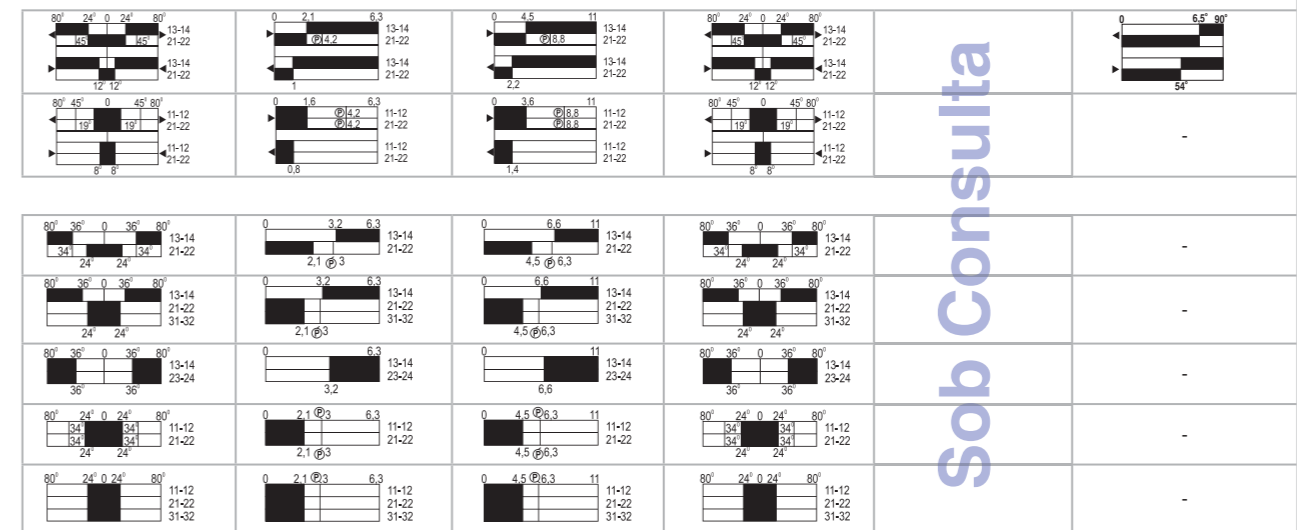 80° 24° 0 24° 80°
13-14
45° 45° 21-22
13-14
21-22
12° 12°
0 2,1 6,3
13-14
Ⓟ 4,2 21-22
13-14
21-22
1
0 4,5 11
13-14
Ⓟ 8,8 21-22
13-14
21-22
2,2
80° 24° 0 24° 80°
13-14
45° 45° 21-22
13-14
21-22
12° 12°
0 6,5° 90°
54°
80° 45° 0 45° 80°
11-12
19° 19° 21-22
11-12
21-22
8° 8°
0 1,6 6,3
Ⓟ 4,2 11-12
Ⓟ 4,2 21-22
11-12
21-22
0,8
0 3,6 11
Ⓟ 8,8 11-12
Ⓟ 8,8 21-22
11-12
21-22
1,4
80° 45° 0 45° 80°
11-12
19° 19° 21-22
11-12
21-22
8° 8°
-
80° 36° 0 36° 80°
13-14
34° 34° 21-22
24° 24°
0 3,2 6,3
13-14
21-22
2,1 Ⓟ 3
0 6,6 11
13-14
21-22
4,5 Ⓟ 6,3
80° 36° 0 36° 80°
13-14
34° 34° 21-22
24° 24°
-
80° 36° 0 36° 80°
13-14
21-22
31-32
24° 24°
0 3,2 6,3
13-14
21-22
31-32
2,1 Ⓟ3
0 6,6 11
13-14
21-22
31-32
4,5 Ⓟ6,3
80° 36° 0 36° 80°
13-14
21-22
31-32
24° 24°
-
80° 36° 0 36° 80°
13-14
23-24
36° 36°
0 6,3
13-14
23-24
3,2
0 11
13-14
23-24
6,6
80° 36° 0 36° 80°
13-14
23-24
36° 36°
-
80° 24° 0 24° 80°
34° 34° 11-12
34° 34° 21-22
24° 24°
0 2,1 Ⓟ3 6,3
11-12
21-22
2,1 Ⓟ3
0 4,5 Ⓟ6,3 11
11-12
21-22
4,5 Ⓟ6,3
80° 24° 0 24° 80°
34° 34° 11-12
34° 34° 21-22
24° 24°
-
80° 24° 0 24° 80°
11-12
21-22
31-32
0 2,1 Ⓟ3 6,3
11-12
21-22
31-32
0 4,5 Ⓟ6,3 11
11-12
21-22
31-32
80° 24° 0 24° 80°
11-12
21-22
31-32
-
Sob Consulta